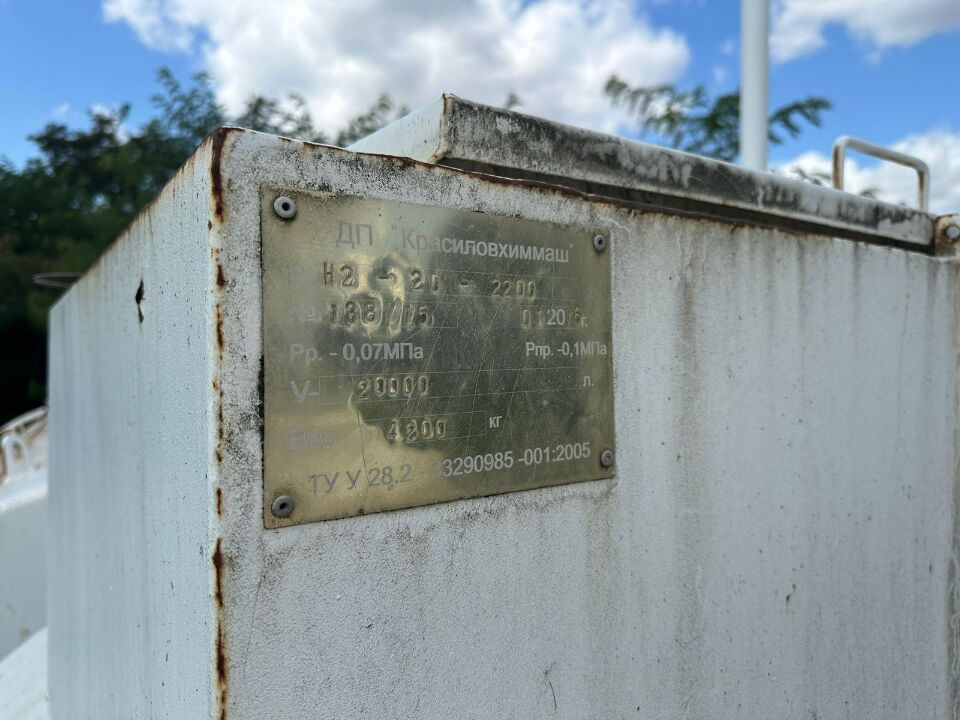 ДП "Красиловхиммаш"
Р Н2 - 20 - 2200
№ 138/15 01 2016 г.
Рр. - 0,07МПа Рпр. -0,1МПа
V- 20000 л.
Вес 4200 кг
ТУ У 28.2 - 33290985 -001:2005